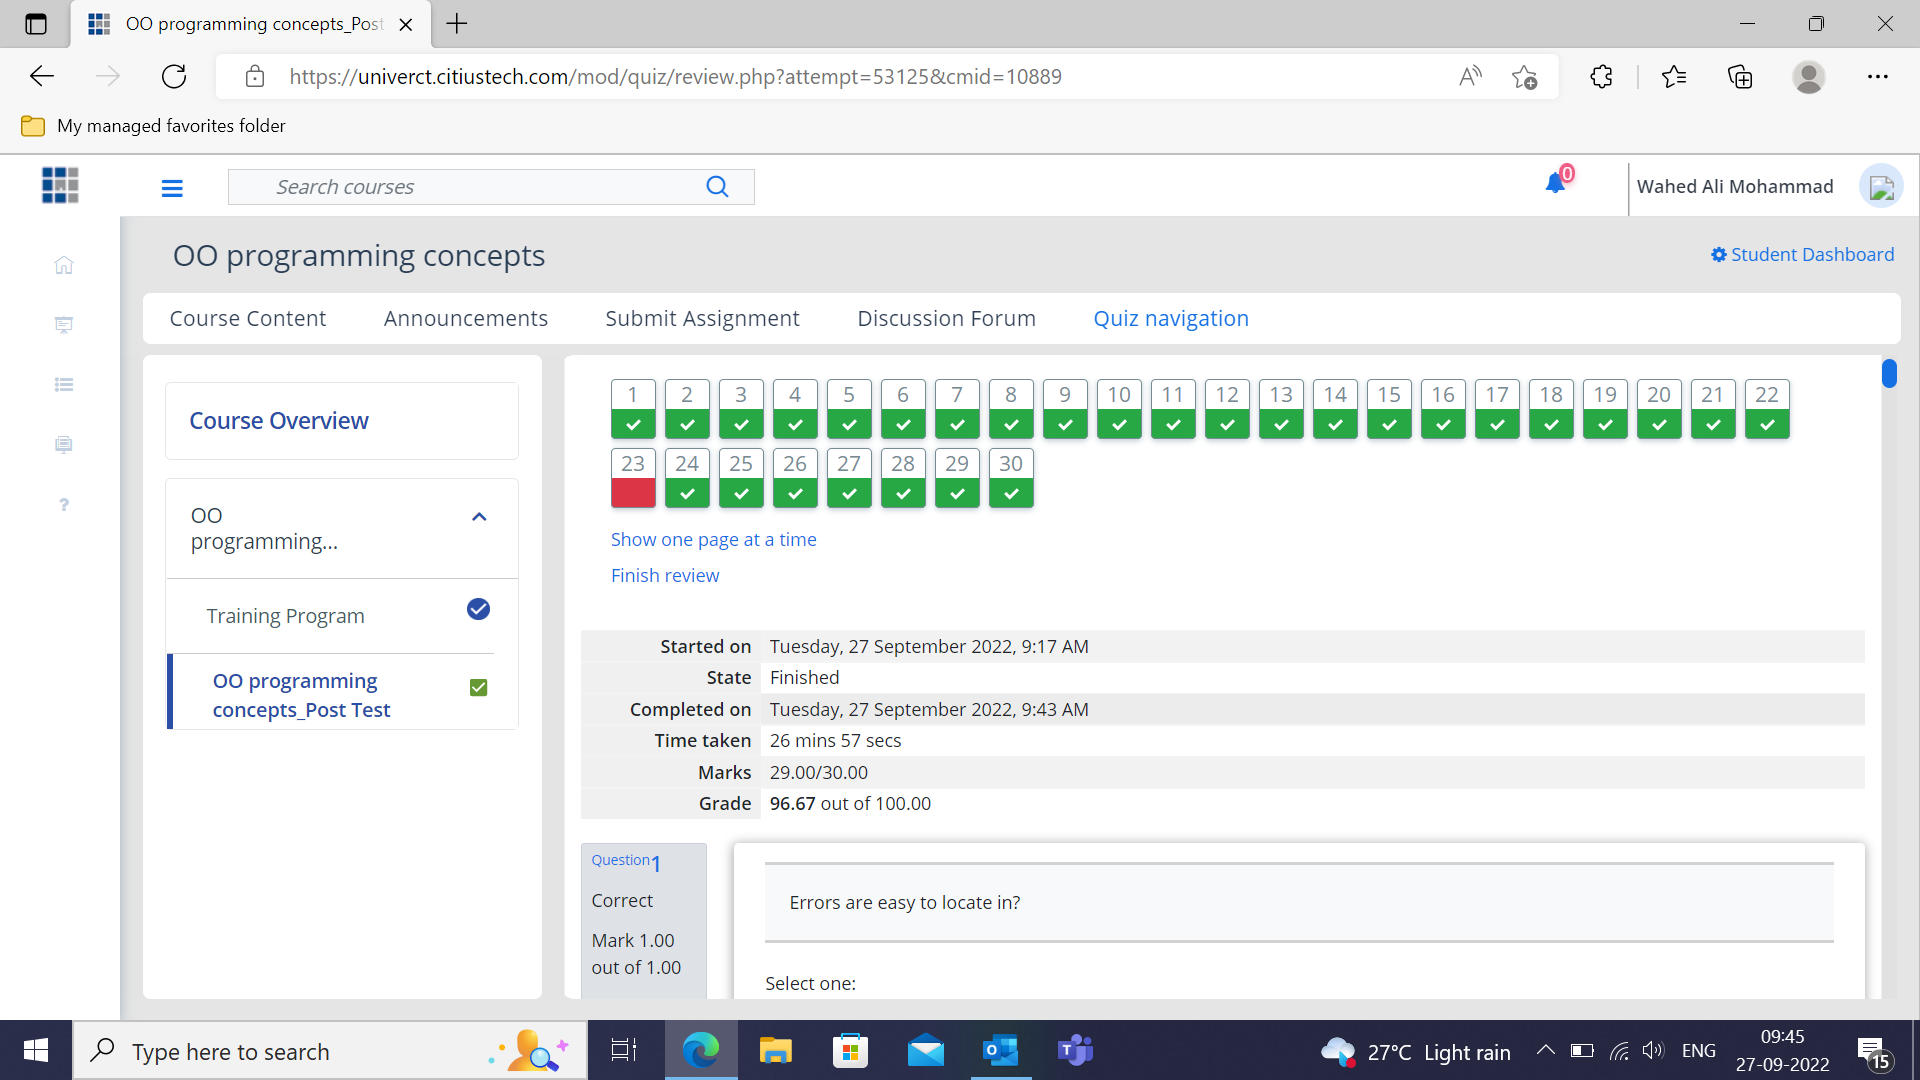 OO programming concepts_Post
https://univerct.citiustech.com/mod/quiz/review.php?attempt=53125&cmid=10889
My managed favorites folder
Search courses
0
Wahed Ali Mohammad
OO programming concepts
Student Dashboard
Course Content Announcements Submit Assignment Discussion Forum Quiz navigation
Course Overview
OO
programming...
Training Program
OO programming
concepts_Post Test
1 2 3 4 5 6 7 8 9 10 11 12 13 14 15 16 17 18 19 20 21 22
23 24 25 26 27 28 29 30
Show one page at a time
Finish review
Started on Tuesday, 27 September 2022, 9:17 AM
State Finished
Completed on Tuesday, 27 September 2022, 9:43 AM
Time taken 26 mins 57 secs
Marks 29.00/30.00
Grade 96.67 out of 100.00
Question 1
Correct
Mark 1.00
out of 1.00
Errors are easy to locate in?
Select one:
Type here to search
27°C Light rain
ENG
09:45
27-09-2022
15